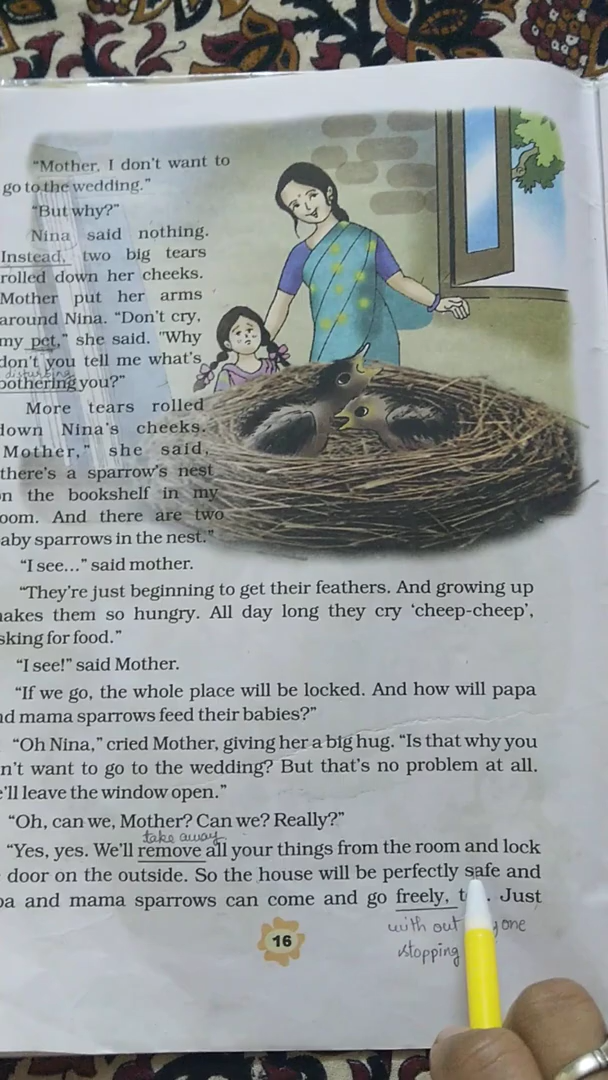 "Mother, I don't want to
go to the wedding."
"But why?"
Nina said nothing.
Instead, two big tears
rolled down her cheeks.
Mother put her arms
around Nina. "Don't cry,
my pet," she said. "Why
don't you tell me what's
disturbing
bothering you?"
More tears rolled
down Nina's cheeks.
Mother," she said,
there's a sparrow's nest
n the bookshelf in my
oom. And there are two
aby sparrows in the nest."
"I see..." said mother.
"They're just beginning to get their feathers. And growing up
akes them so hungry. All day long they cry 'cheep-cheep',
sking for food."
"I see!" said Mother.
"If we go, the whole place will be locked. And how will papa
nd mama sparrows feed their babies?"
"Oh Nina," cried Mother, giving her a big hug. "Is that why you
n't want to go to the wedding? But that's no problem at all.
e'll leave the window open."
"Oh, can we, Mother? Can we? Really?"
take away
"Yes, yes. We'll remove all your things from the room and lock
door on the outside. So the house will be perfectly safe and
pa and mama sparrows can come and go freely, Just
with out one
stopping
16